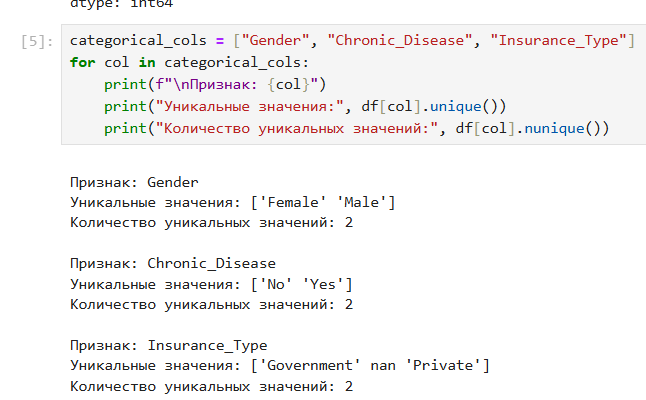 dtype: int64
[5]: categorical_cols = ["Gender", "Chronic_Disease", "Insurance_Type"]
for col in categorical_cols:
    print(f"\nПризнак: {col}")
    print("Уникальные значения:", df[col].unique())
    print("Количество уникальных значений:", df[col].nunique())
Признак: Gender
Уникальные значения: ['Female' 'Male']
Количество уникальных значений: 2
Признак: Chronic_Disease
Уникальные значения: ['No' 'Yes']
Количество уникальных значений: 2
Признак: Insurance_Type
Уникальные значения: ['Government' nan 'Private']
Количество уникальных значений: 2